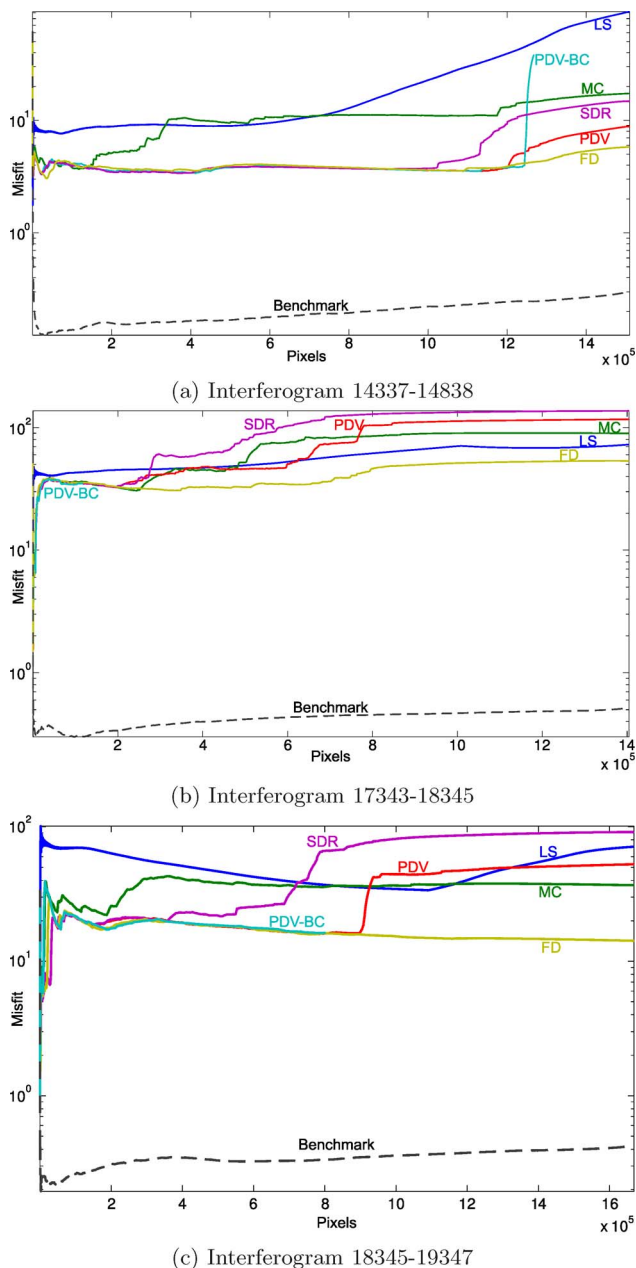 LS
PDV-BC
MC
SDR
PDV
FD
10¹
10⁰
Misfit
Benchmark
2 4 6 8 10 12 14
Pixels
x 10⁵
(a) Interferogram 14337-14838
10²
SDR
PDV
MC
LS
FD
PDV-BC
10¹
10⁰
Misfit
Benchmark
2 4 6 8 10 12 14
Pixels
x 10⁵
(b) Interferogram 17343-18345
10²
SDR
LS
PDV
MC
PDV-BC
FD
10¹
10⁰
Misfit
Benchmark
2 4 6 8 10 12 14 16
Pixels
x 10⁵
(c) Interferogram 18345-19347